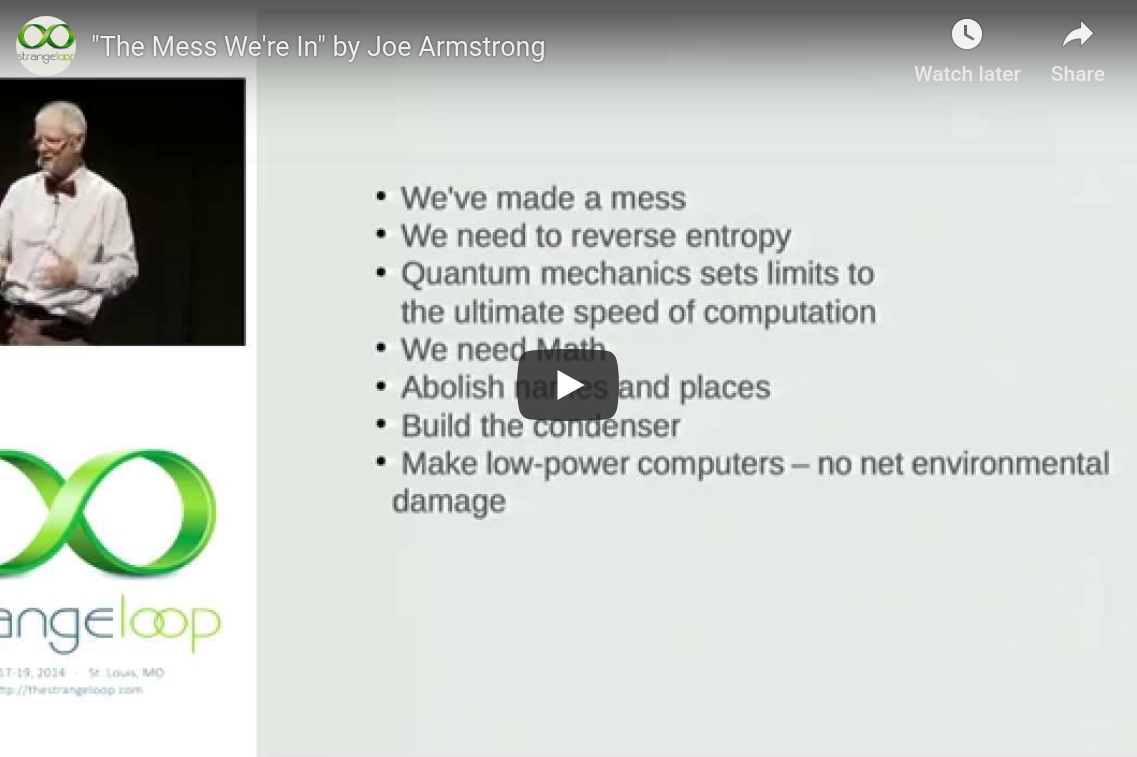 strangeloop
"The Mess We're In" by Joe Armstrong
Watch later
Share
• We've made a mess
• We need to reverse entropy
• Quantum mechanics sets limits to
the ultimate speed of computation
• We need Math
• Abolish names and places
• Build the condenser
• Make low-power computers – no net environmental
damage
angeloop
17-19, 2014 · St. Louis, MO
ttp://thestrangeloop.com